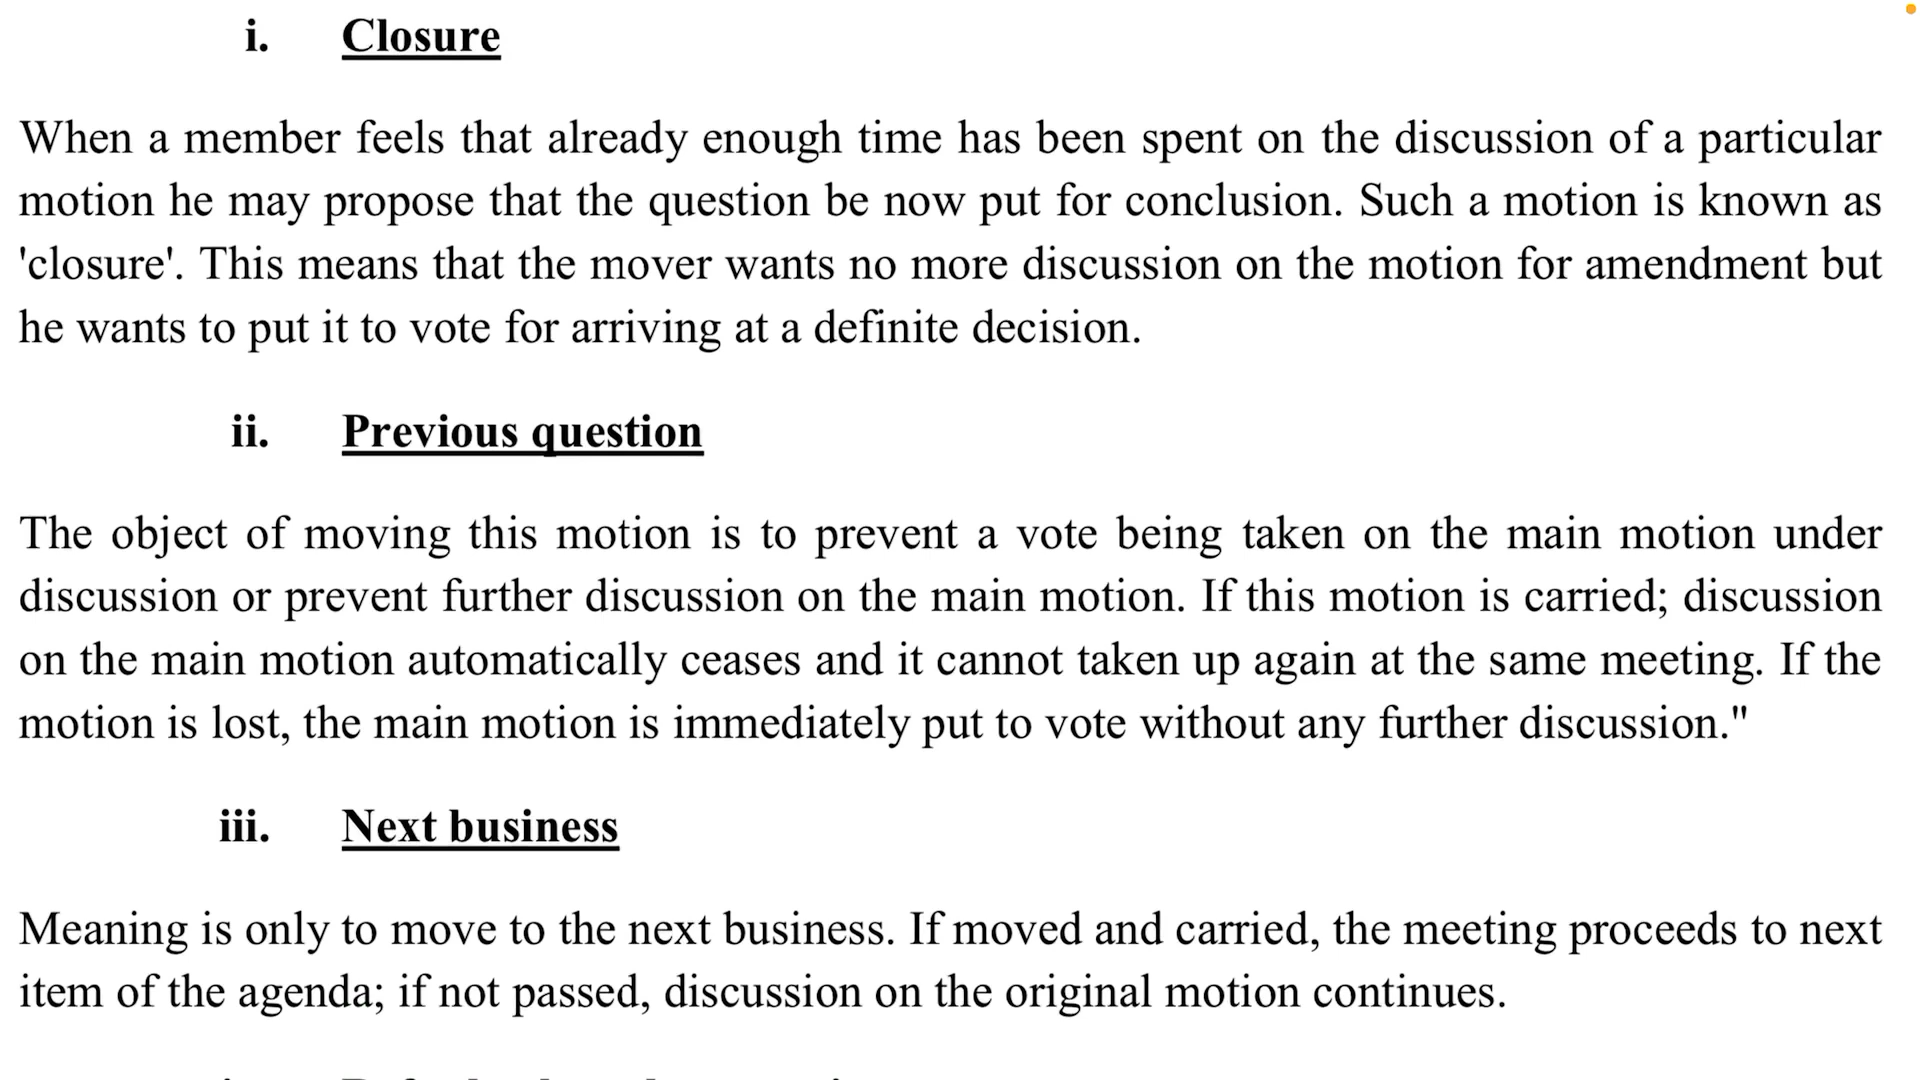 i. Closure
When a member feels that already enough time has been spent on the discussion of a particular
motion he may propose that the question be now put for conclusion. Such a motion is known as
'closure'. This means that the mover wants no more discussion on the motion for amendment but
he wants to put it to vote for arriving at a definite decision.
ii. Previous question
The object of moving this motion is to prevent a vote being taken on the main motion under
discussion or prevent further discussion on the main motion. If this motion is carried; discussion
on the main motion automatically ceases and it cannot taken up again at the same meeting. If the
motion is lost, the main motion is immediately put to vote without any further discussion."
iii. Next business
Meaning is only to move to the next business. If moved and carried, the meeting proceeds to next
item of the agenda; if not passed, discussion on the original motion continues.